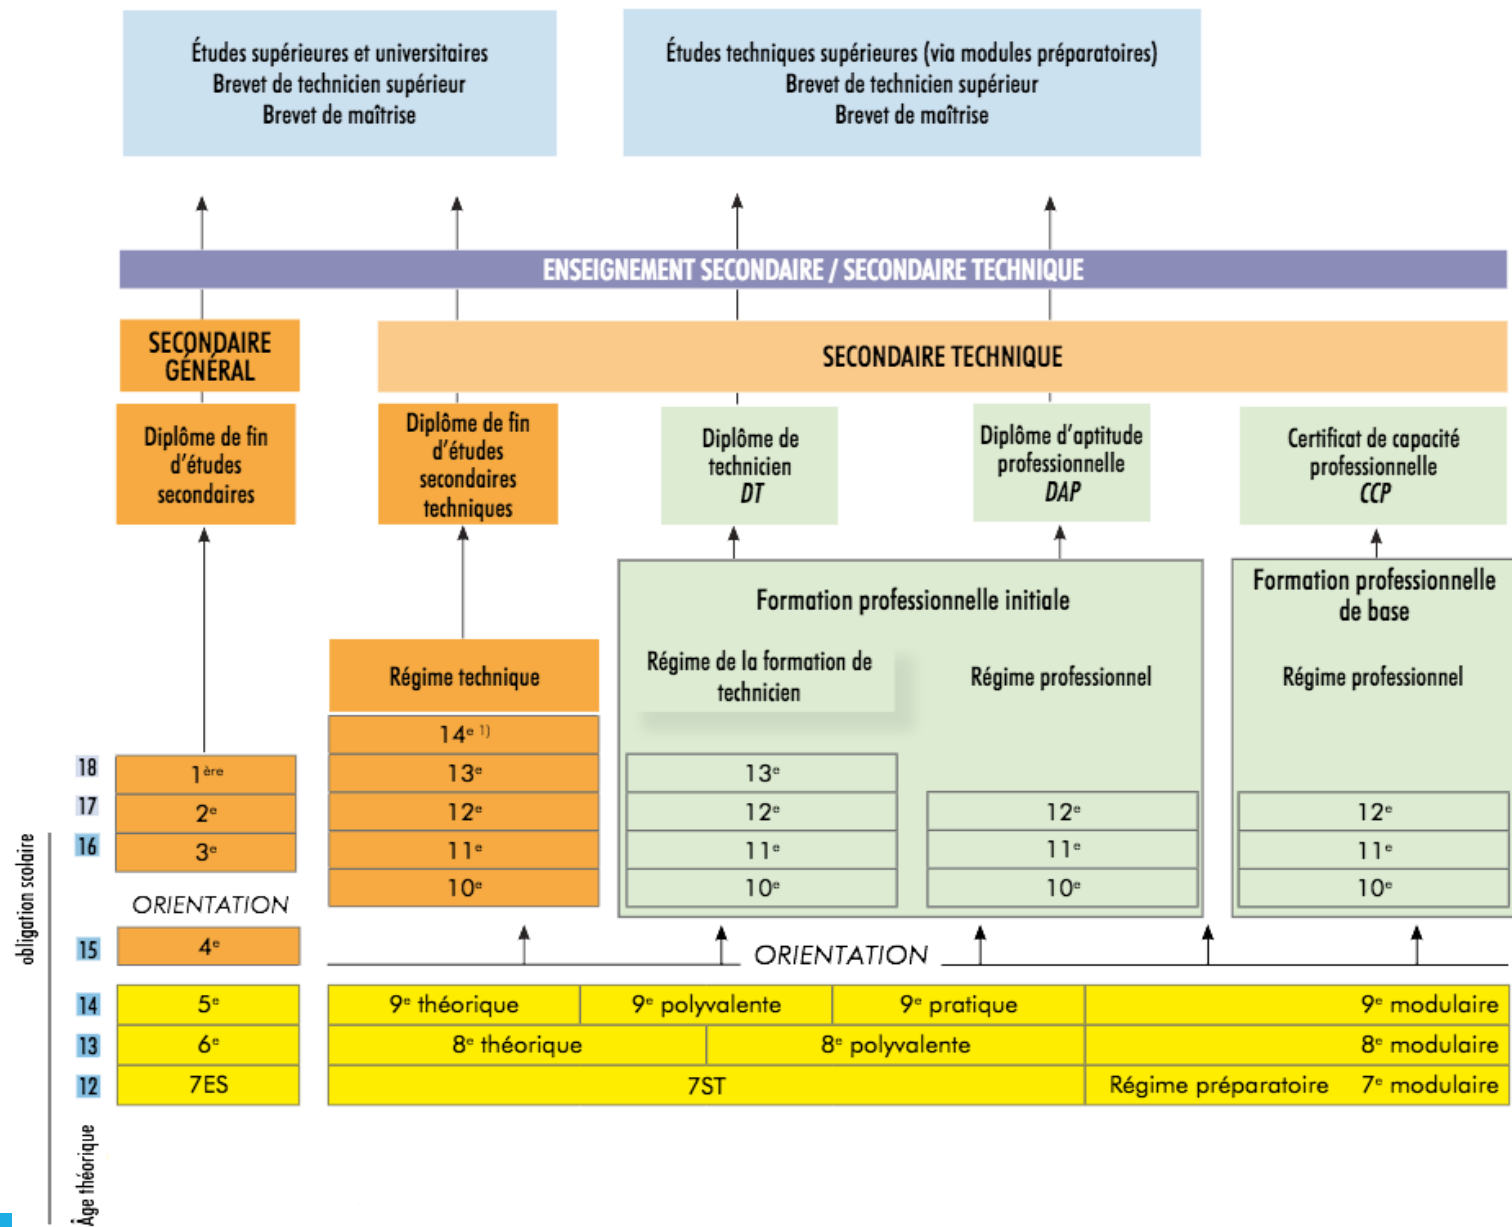 Études supérieures et universitaires
Brevet de technicien supérieur
Brevet de maîtrise
Études techniques supérieures (via modules préparatoires)
Brevet de technicien supérieur
Brevet de maîtrise
ENSEIGNEMENT SECONDAIRE / SECONDAIRE TECHNIQUE
SECONDAIRE
GÉNÉRAL
SECONDAIRE TECHNIQUE
Diplôme de fin
d'études
secondaires
Diplôme de fin
d'études
secondaires
techniques
Diplôme de
technicien
DT
Diplôme d'aptitude
professionnelle
DAP
Certificat de capacité
professionnelle
CCP
Formation professionnelle initiale
Formation professionnelle
de base
Régime technique
Régime de la formation de
technicien
Régime professionnel
Régime professionnel
14e 1)
18 1ère 13e 13e
17 2e 12e 12e 12e 12e
16 3e 11e 11e 11e 11e
10e 10e 10e 10e
ORIENTATION
15 4e ORIENTATION
14 5e 9e théorique 9e polyvalente 9e pratique 9e modulaire
13 6e 8e théorique 8e polyvalente 8e modulaire
12 7ES 7ST Régime préparatoire 7e modulaire
obligation scolaire
Âge théorique